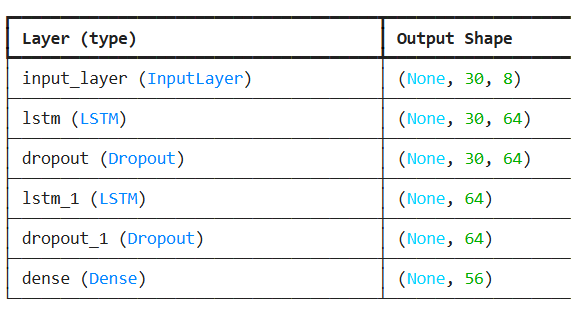 Layer (type) Output Shape
input_layer (InputLayer) (None, 30, 8)
lstm (LSTM) (None, 30, 64)
dropout (Dropout) (None, 30, 64)
lstm_1 (LSTM) (None, 64)
dropout_1 (Dropout) (None, 64)
dense (Dense) (None, 56)